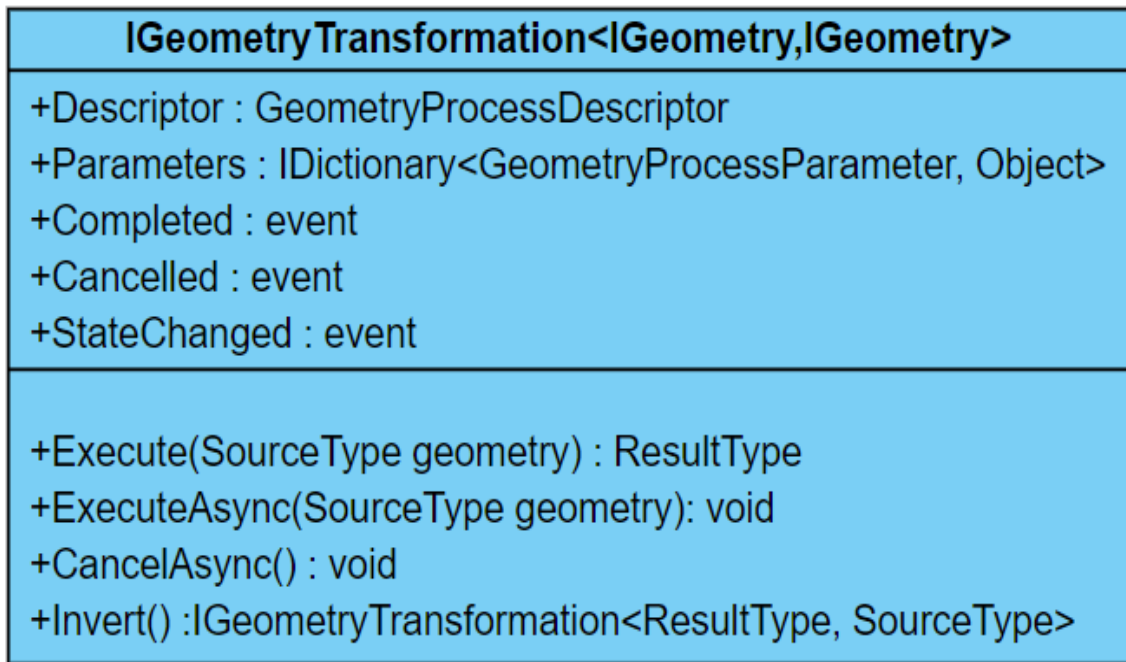 IGeometryTransformation<IGeometry,IGeometry>
+Descriptor : GeometryProcessDescriptor
+Parameters : IDictionary<GeometryProcessParameter, Object>
+Completed : event
+Cancelled : event
+StateChanged : event
+Execute(SourceType geometry) : ResultType
+ExecuteAsync(SourceType geometry): void
+CancelAsync() : void
+Invert() :IGeometryTransformation<ResultType, SourceType>